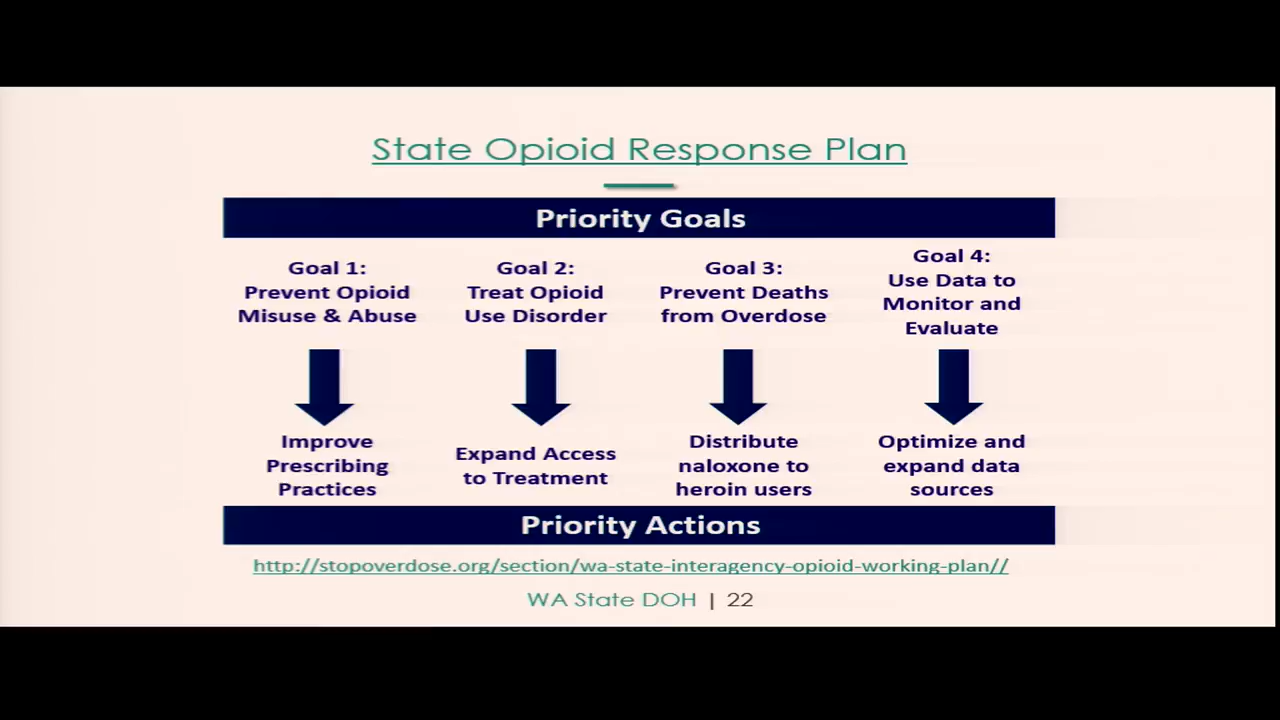 State Opioid Response Plan
Priority Goals
Goal 1:
Prevent Opioid
Misuse & Abuse
Goal 2:
Treat Opioid
Use Disorder
Goal 3:
Prevent Deaths
from Overdose
Goal 4:
Use Data to
Monitor and
Evaluate
Improve
Prescribing
Practices
Expand Access
to Treatment
Distribute
naloxone to
heroin users
Optimize and
expand data
sources
Priority Actions
http://stopoverdose.org/section/wa-state-interagency-opioid-working-plan//
WA State DOH | 22